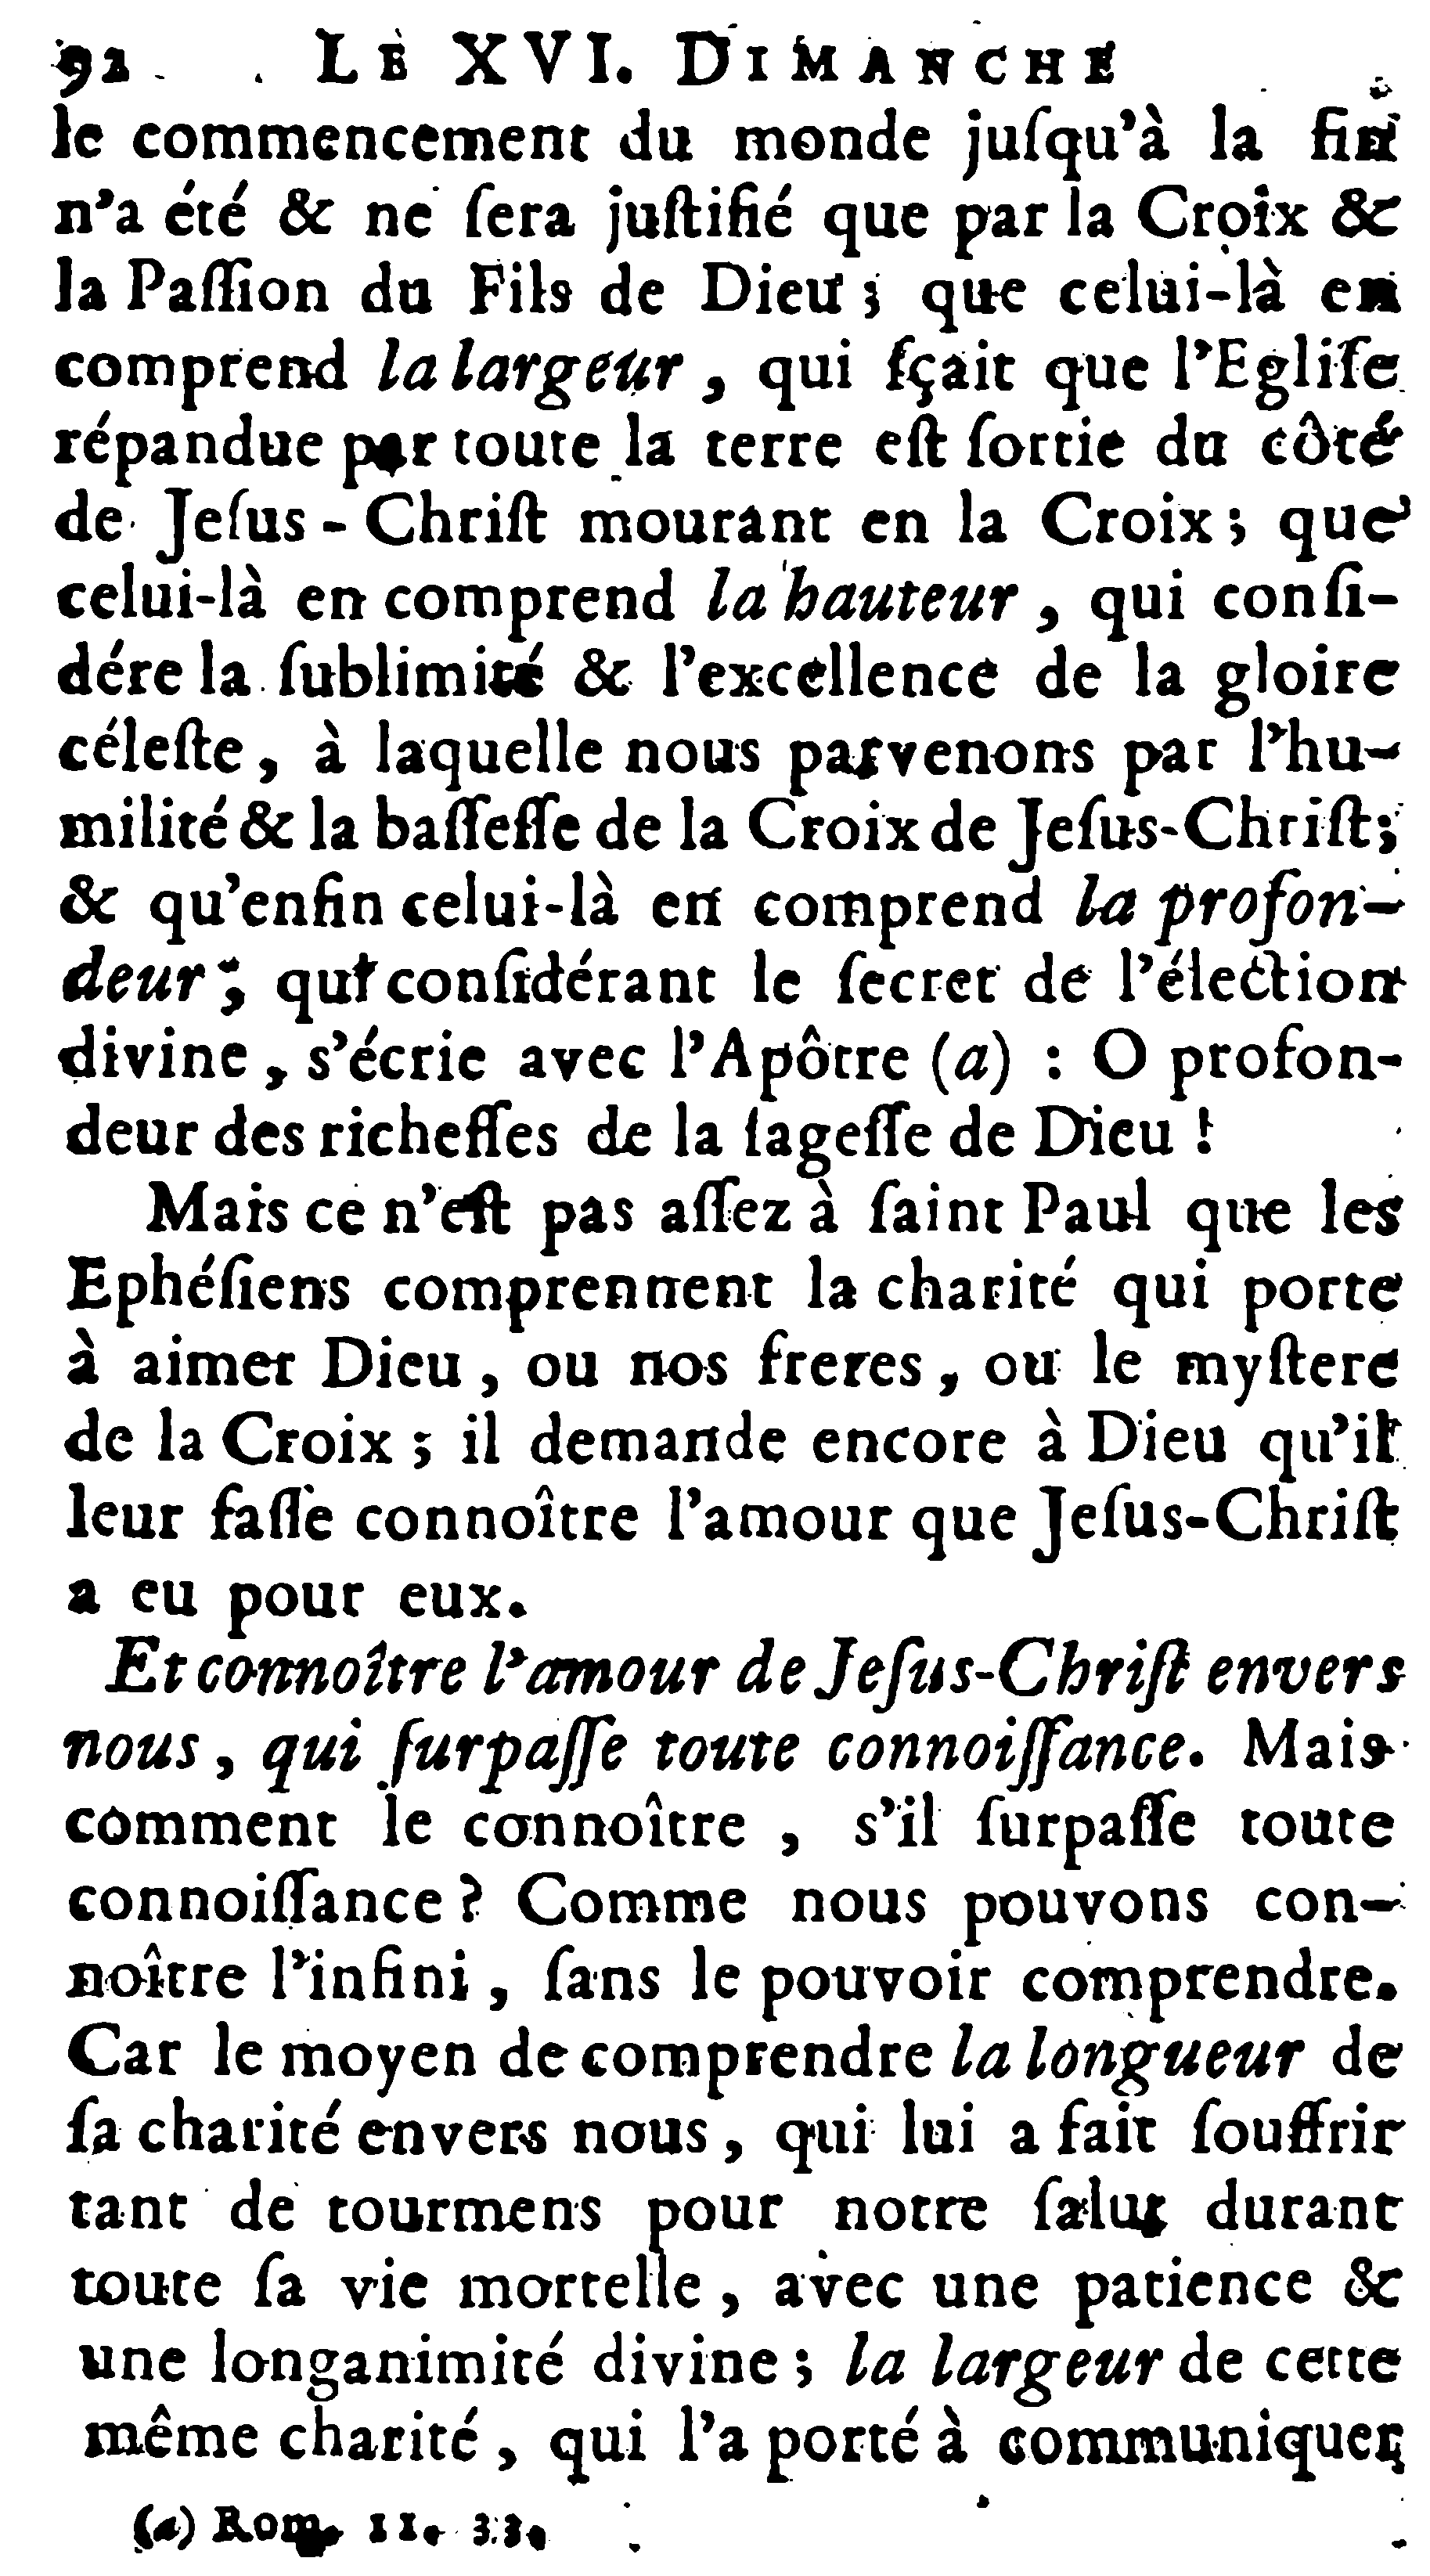 92 LE XVI. DIMANCHE
le commencement du monde juſqu'à la fin
n'a été & ne ſera juſtifié que par la Croix &
la Paſſion du Fils de Dieu ; que celui-là en
comprend la largeur , qui ſçait que l'Egliſe
répandue par toute la terre eſt ſortie du côté
de Jeſus - Chriſt mourant en la Croix ; que
celui-là en comprend la hauteur , qui conſi-
dére la ſublimité & l'excellence de la gloire
céleſte , à laquelle nous parvenons par l'hu-
milité & la baſſeſſe de la Croix de Jeſus-Chriſt ;
& qu'enfin celui-là en comprend la profon-
deur , qui conſidérant le ſecret de l'élection
divine , s'écrie avec l'Apôtre (a) : O profon-
deur des richeſſes de la ſageſſe de Dieu !
Mais ce n'eſt pas aſſez à ſaint Paul que les
Ephéſiens comprennent la charité qui porte
à aimer Dieu , ou nos freres , ou le myſtere
de la Croix ; il demande encore à Dieu qu'il
leur faſſe connoître l'amour que Jeſus-Chriſt
a eu pour eux.
Et connoître l'amour de Jeſus-Chriſt envers
nous , qui ſurpaſſe toute connoiſſance. Mais
comment le connoître , s'il ſurpaſſe toute
connoiſſance ? Comme nous pouvons con-
noître l'infini , ſans le pouvoir comprendre.
Car le moyen de comprendre la longueur de
ſa charité envers nous , qui lui a fait ſouffrir
tant de tourmens pour notre ſalut durant
toute ſa vie mortelle , avec une patience &
une longanimité divine ; la largeur de cette
même charité , qui l'a porté à communiquer
(a) Rom. 11. 33.